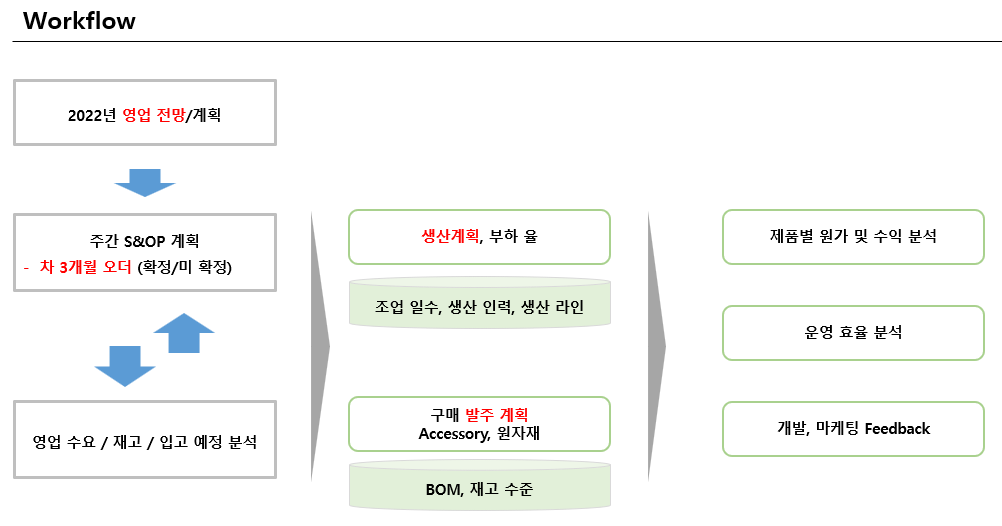 Workflow
2022년 영업 전망/계획
주간 S&OP 계획
- 차 3개월 오더 (확정/미 확정)
영업 수요 / 재고 / 입고 예정 분석
생산계획, 부하 율
조업 일수, 생산 인력, 생산 라인
구매 발주 계획
Accessory, 원자재
BOM, 재고 수준
제품별 원가 및 수익 분석
운영 효율 분석
개발, 마케팅 Feedback